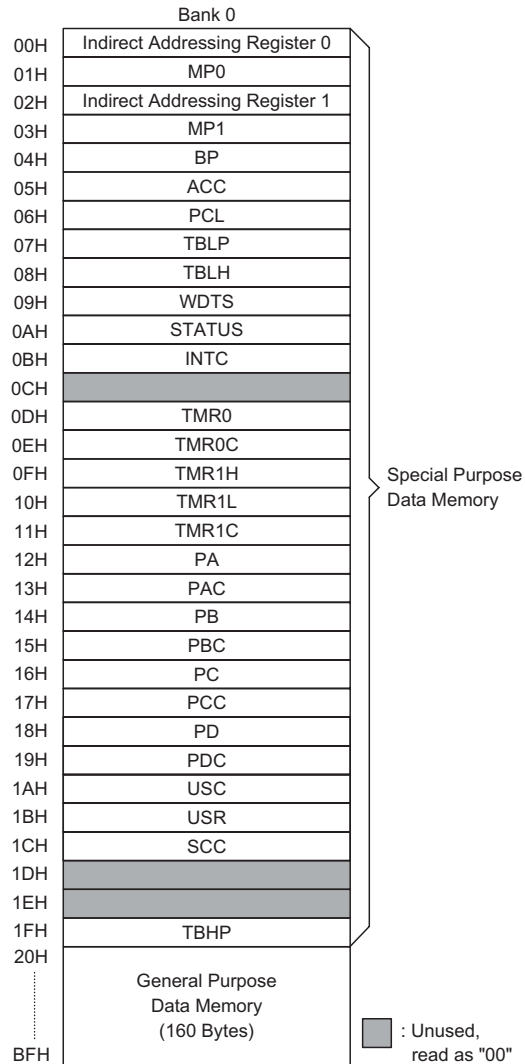 Bank 0
00H Indirect Addressing Register 0
01H MP0
02H Indirect Addressing Register 1
03H MP1
04H BP
05H ACC
06H PCL
07H TBLP
08H TBLH
09H WDTS
0AH STATUS
0BH INTC
0CH
0DH TMR0
0EH TMR0C
0FH TMR1H
10H TMR1L
11H TMR1C
12H PA
13H PAC
14H PB
15H PBC
16H PC
17H PCC
18H PD
19H PDC
1AH USC
1BH USR
1CH SCC
1DH
1EH
1FH TBHP
20H
General Purpose
Data Memory
(160 Bytes)
BFH
Special Purpose
Data Memory
: Unused,
read as "00"